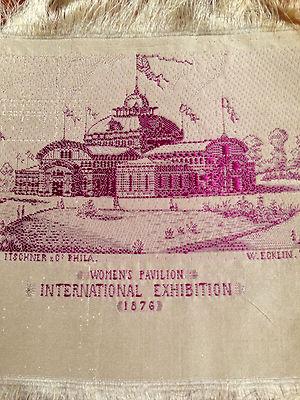 ITSCHNER & Cº PHILA. W. ECKLIN.
WOMEN'S PAVILION
INTERNATIONAL EXHIBITION
1876